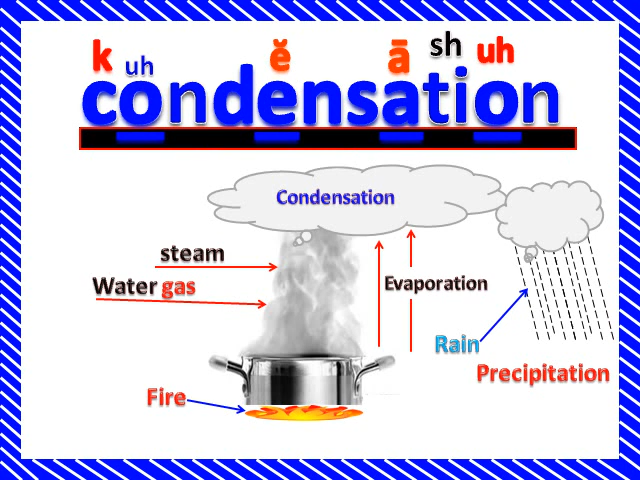 k uh ĕ ā sh uh
condensation
Condensation
steam
Water gas
Evaporation
Rain
Precipitation
Fire